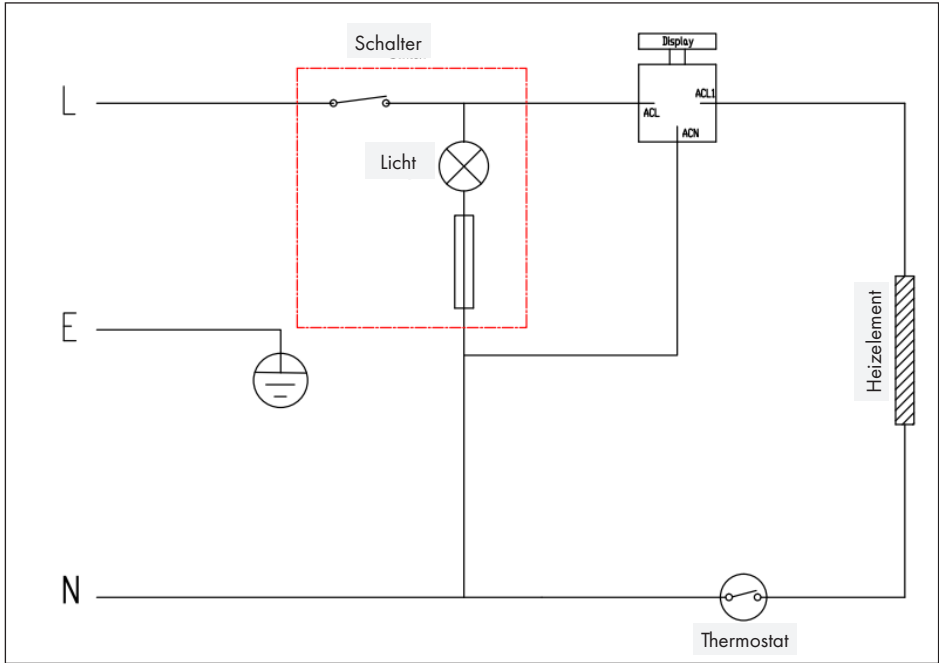 Schalter
Display
L
ACL1
ACL
ACN
Licht
E
Heizelement
N
Thermostat